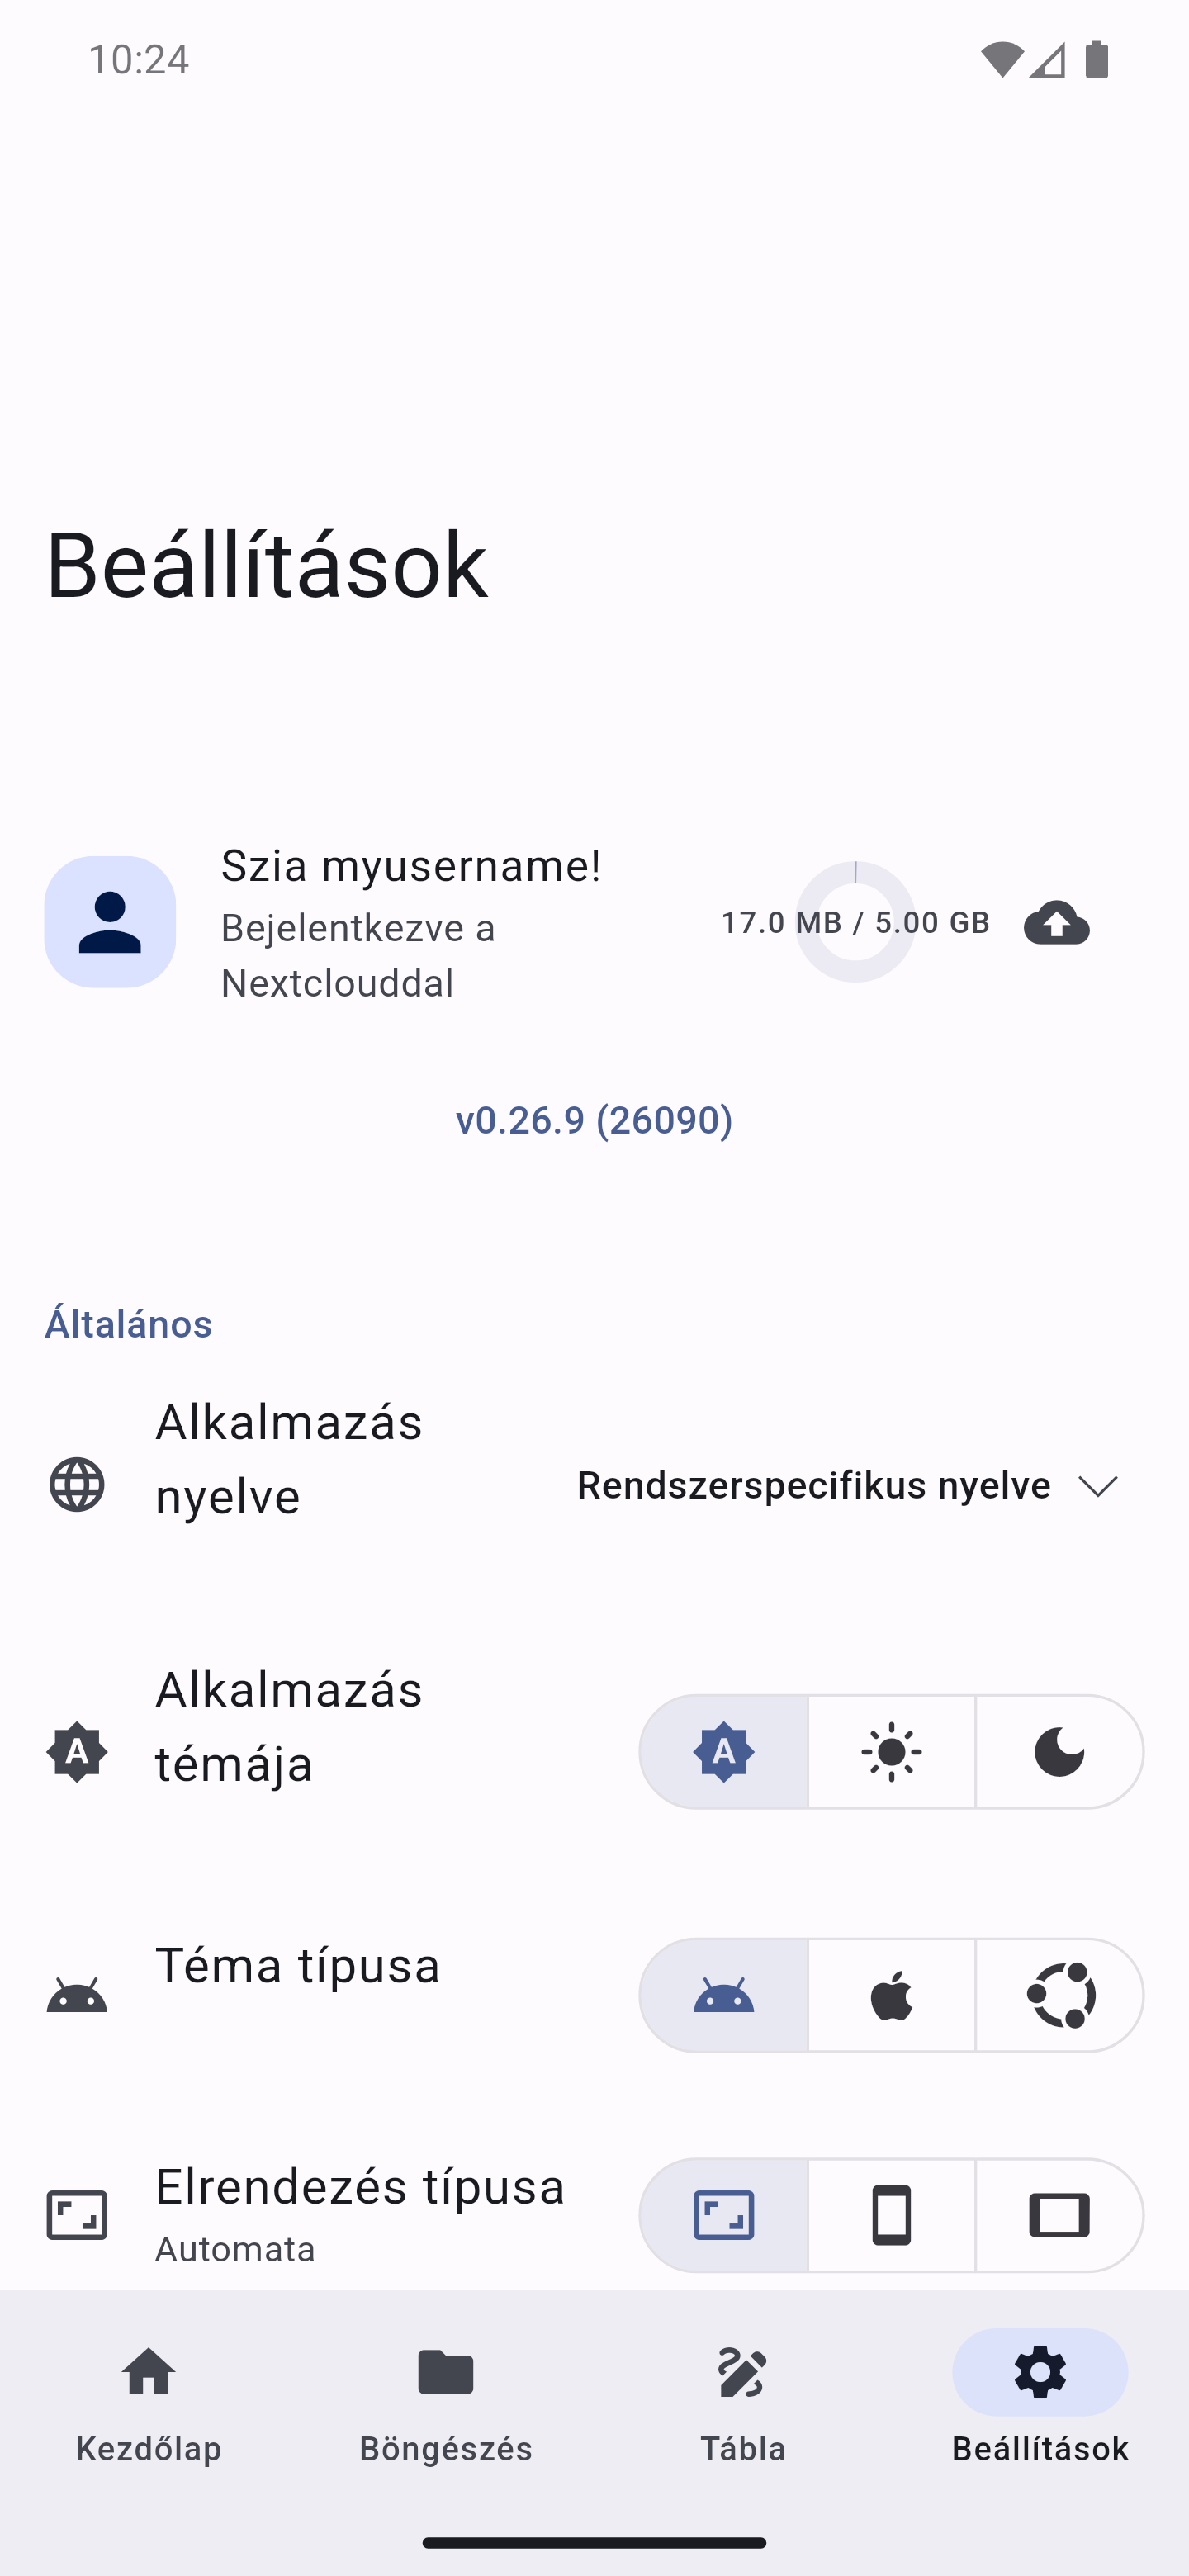 10:24
Beállítások
Szia myusername!
Bejelentkezve a
Nextclouddal
17.0 MB / 5.00 GB
v0.26.9 (26090)
Általános
Alkalmazás
nyelve
Rendszerspecifikus nyelve
Alkalmazás
témája
A
A
Téma típusa
Elrendezés típusa
Automata
Kezdőlap
Böngészés
Tábla
Beállítások